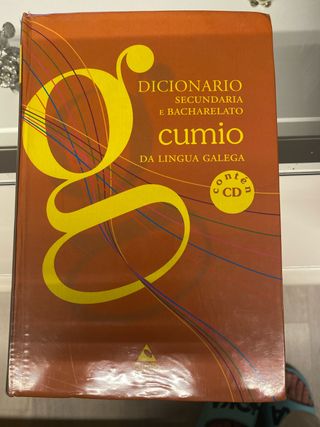 g
DICIONARIO
SECUNDARIA
E BACHARELATO
cumio
DA LINGUA GALEGA
contén
CD